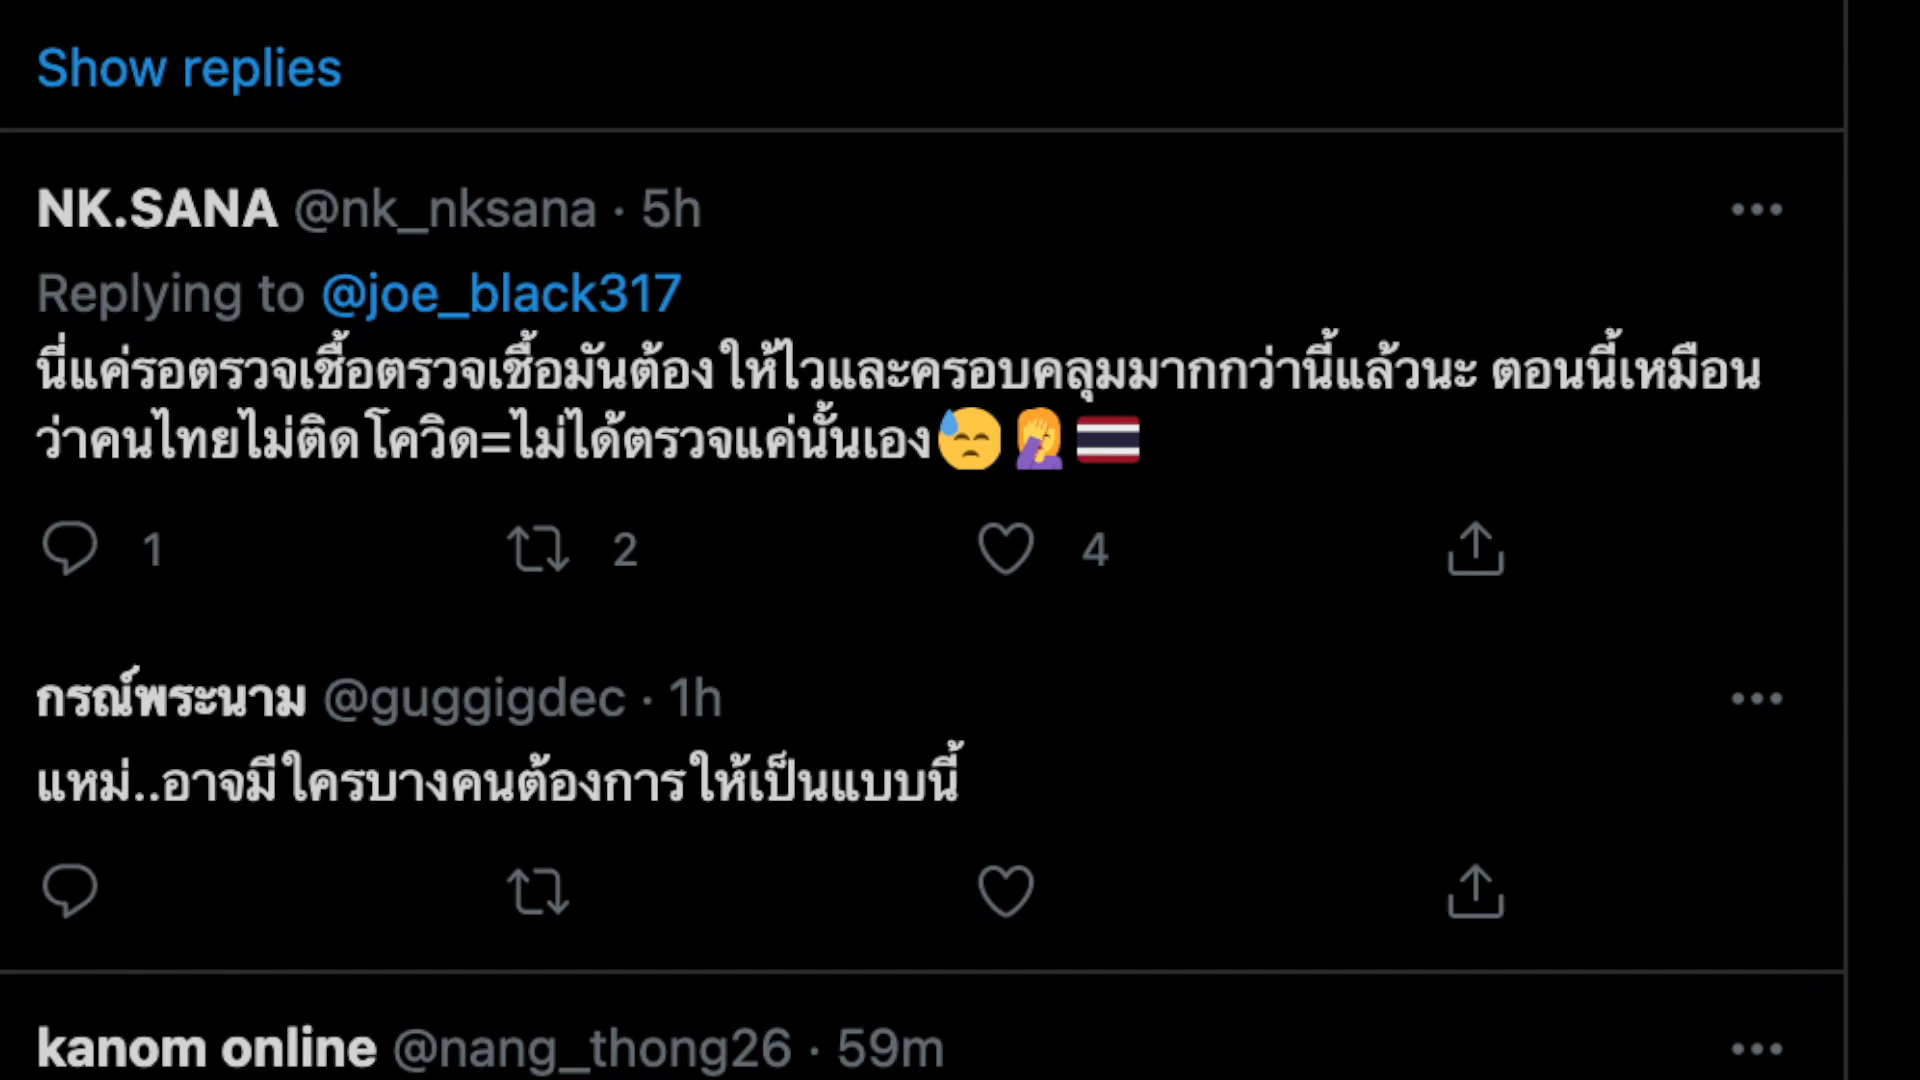 Show replies
NK.SANA @nk_nksana · 5h
Replying to @joe_black317
นี่แค่รอตรวจเชื้อตรวจเชื้อมันต้องให้ไวและครอบคลุมมากกว่านี้แล้วนะ ตอนนี้เหมือน
ว่าคนไทยไม่ติดโควิด=ไม่ได้ตรวจแค่นั้นเอง😓🤦‍♀️🇹🇭
1 2 4
กรณ์พระนาม @guggigdec · 1h
แหม่..อาจมีใครบางคนต้องการให้เป็นแบบนี้
kanom online @nang_thong26 · 59m